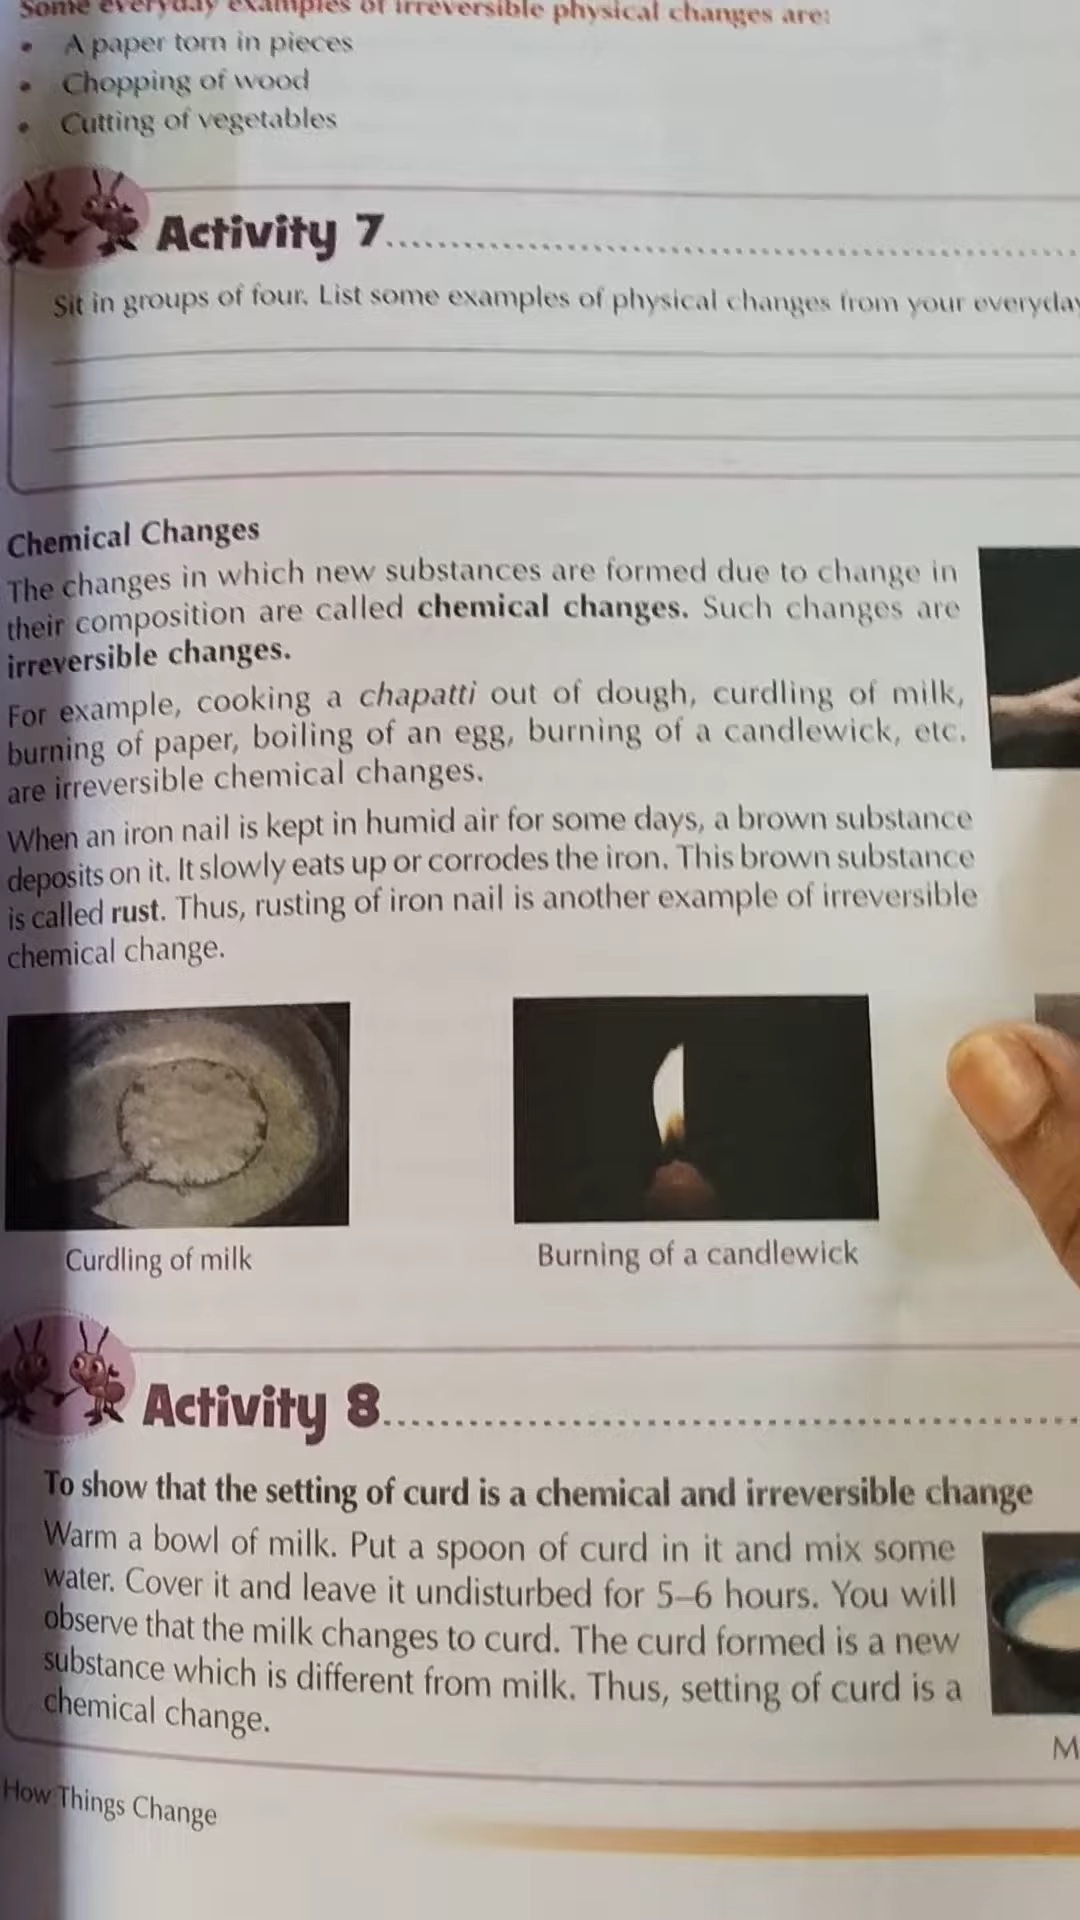 Some everyday examples of irreversible physical changes are:
• A paper torn in pieces
• Chopping of wood
• Cutting of vegetables
Activity 7
Sit in groups of four. List some examples of physical changes from your everyday
Chemical Changes
The changes in which new substances are formed due to change in
their composition are called chemical changes. Such changes are
irreversible changes.
For example, cooking a chapatti out of dough, curdling of milk,
burning of paper, boiling of an egg, burning of a candlewick, etc.
are irreversible chemical changes.
When an iron nail is kept in humid air for some days, a brown substance
deposits on it. It slowly eats up or corrodes the iron. This brown substance
is called rust. Thus, rusting of iron nail is another example of irreversible
chemical change.
Curdling of milk
Burning of a candlewick
Activity 8
To show that the setting of curd is a chemical and irreversible change
Warm a bowl of milk. Put a spoon of curd in it and mix some
water. Cover it and leave it undisturbed for 5–6 hours. You will
observe that the milk changes to curd. The curd formed is a new
substance which is different from milk. Thus, setting of curd is a
chemical change.
How Things Change